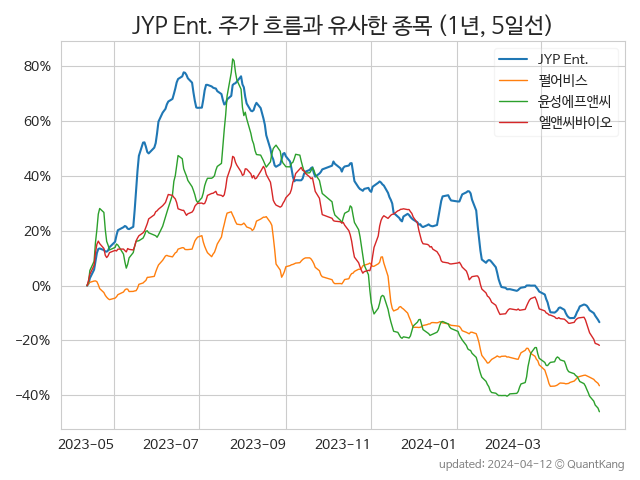 JYP Ent. 주가 흐름과 유사한 종목 (1년, 5일선)
JYP Ent.
펄어비스
윤성에프앤씨
엘앤씨바이오
80%
60%
40%
20%
0%
−20%
−40%
2023-05
2023-07
2023-09
2023-11
2024-01
2024-03
updated: 2024-04-12 © QuantKang